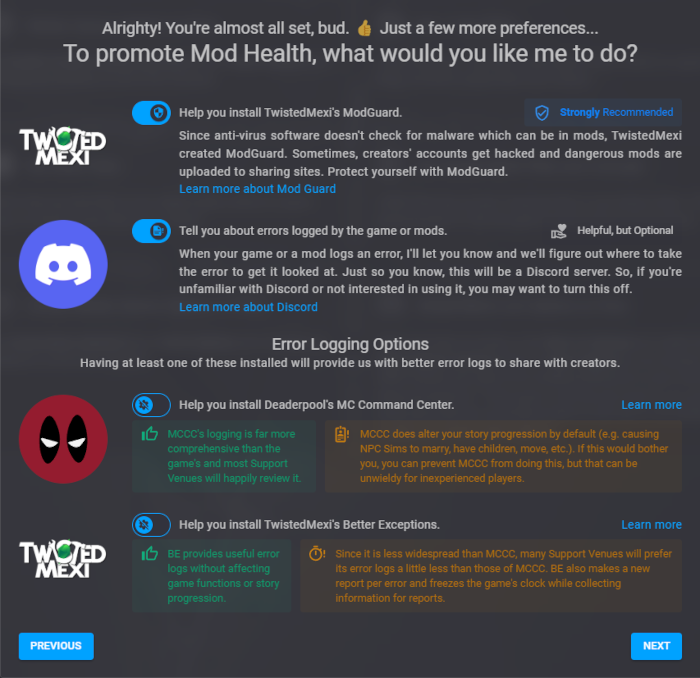 Alrighty! You're almost all set, bud. 👍 Just a few more preferences...
To promote Mod Health, what would you like me to do?
TWISTED
MEXI
Help you install TwistedMexi's ModGuard.
Strongly Recommended
Since anti-virus software doesn't check for malware which can be in mods, TwistedMexi
created ModGuard. Sometimes, creators' accounts get hacked and dangerous mods are
uploaded to sharing sites. Protect yourself with ModGuard.
Learn more about Mod Guard
Tell you about errors logged by the game or mods.
Helpful, but Optional
When your game or a mod logs an error, I'll let you know and we'll figure out where to take
the error to get it looked at. Just so you know, this will be a Discord server. So, if you're
unfamiliar with Discord or not interested in using it, you may want to turn this off.
Learn more about Discord
Error Logging Options
Having at least one of these installed will provide us with better error logs to share with creators.
Help you install Deaderpool's MC Command Center.
Learn more
MCCC's logging is far more
comprehensive than the
game's and most Support
Venues will happily review it.
MCCC does alter your story progression by default (e.g. causing
NPC Sims to marry, have children, move, etc.). If this would bother
you, you can prevent MCCC from doing this, but that can be
unwieldy for inexperienced players.
TWISTED
MEXI
Help you install TwistedMexi's Better Exceptions.
Learn more
BE provides useful error
logs without affecting
game functions or story
progression.
Since it is less widespread than MCCC, many Support Venues will prefer
its error logs a little less than those of MCCC. BE also makes a new
report per error and freezes the game's clock while collecting
information for reports.
PREVIOUS
NEXT